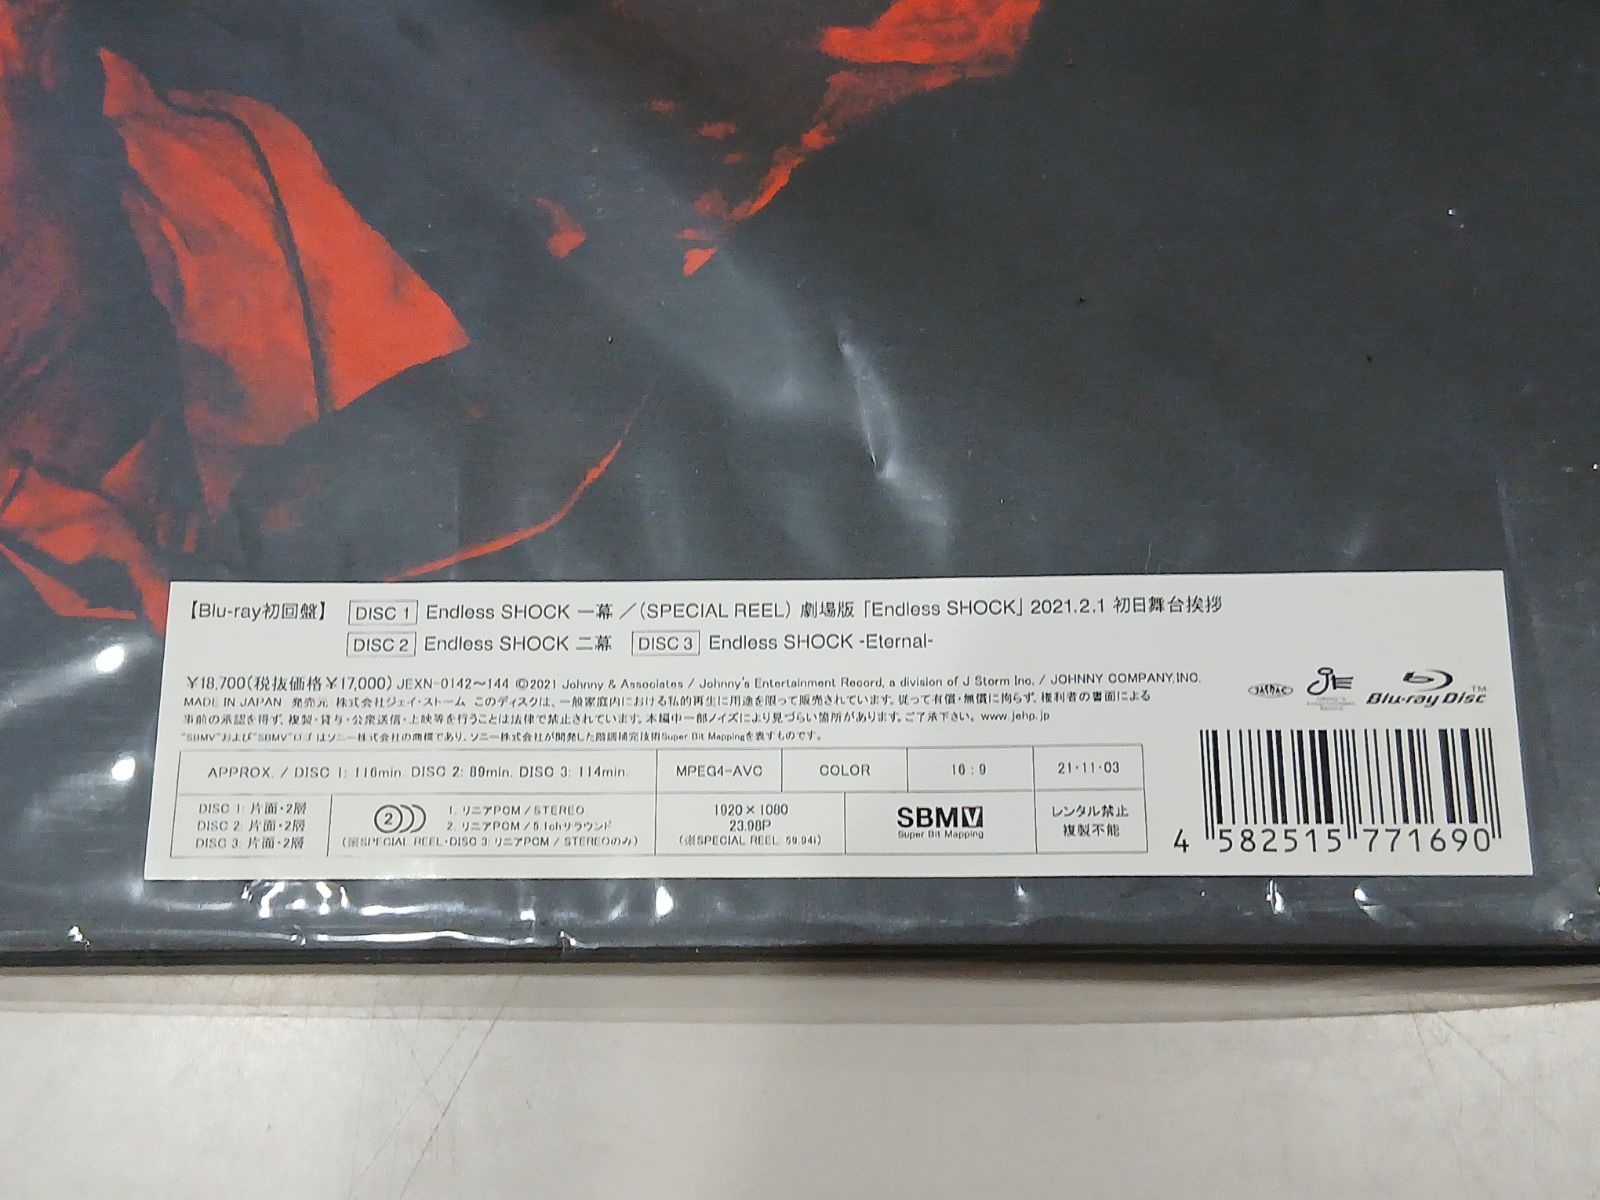 【Blu-ray初回盤】 DISC 1 Endless SHOCK 一幕 ／（SPECIAL REEL）劇場版「Endless SHOCK」2021.2.1 初日舞台挨拶
DISC 2 Endless SHOCK 二幕 DISC 3 Endless SHOCK -Eternal-
￥18,700（税抜価格￥17,000）JEXN-0142〜144 ©2021 Johnny & Associates / Johnny's Entertainment Record, a division of J Storm Inc. / JOHNNY COMPANY,INC.
MADE IN JAPAN 発売元：株式会社ジェイ・ストーム このディスクは、一般家庭内における私的再生に用途を限って販売されています。従って有償・無償に拘らず、権利者の書面による
事前の承認を得ず、複製・貸与・公衆送信・上映等を行うことは法律で禁止されています。本編中一部ノイズにより見づらい箇所があります。ご了承下さい。 www.jehp.jp
"SBMV"および"SBMV"ロゴはソニー株式会社の商標であり、ソニー株式会社が開発した階調補完技術Super Bit Mappingを表すものです。
JASRAC
JE
Blu-ray Disc™
APPROX. / DISC 1: 116min. DISC 2: 89min. DISC 3: 114min. MPEG4-AVC COLOR 16:9 21・11・03
DISC 1: 片面・2層
DISC 2: 片面・2層
DISC 3: 片面・2層
2
1. リニアPCM / STEREO
2. リニアPCM / 5.1chサラウンド
（※SPECIAL REEL・DISC 3: リニアPCM / STEREOのみ）
1920×1080
23.98P
（※SPECIAL REEL: 59.94i）
SBMV
Super Bit Mapping
レンタル禁止
複製不能
4 582515 771690